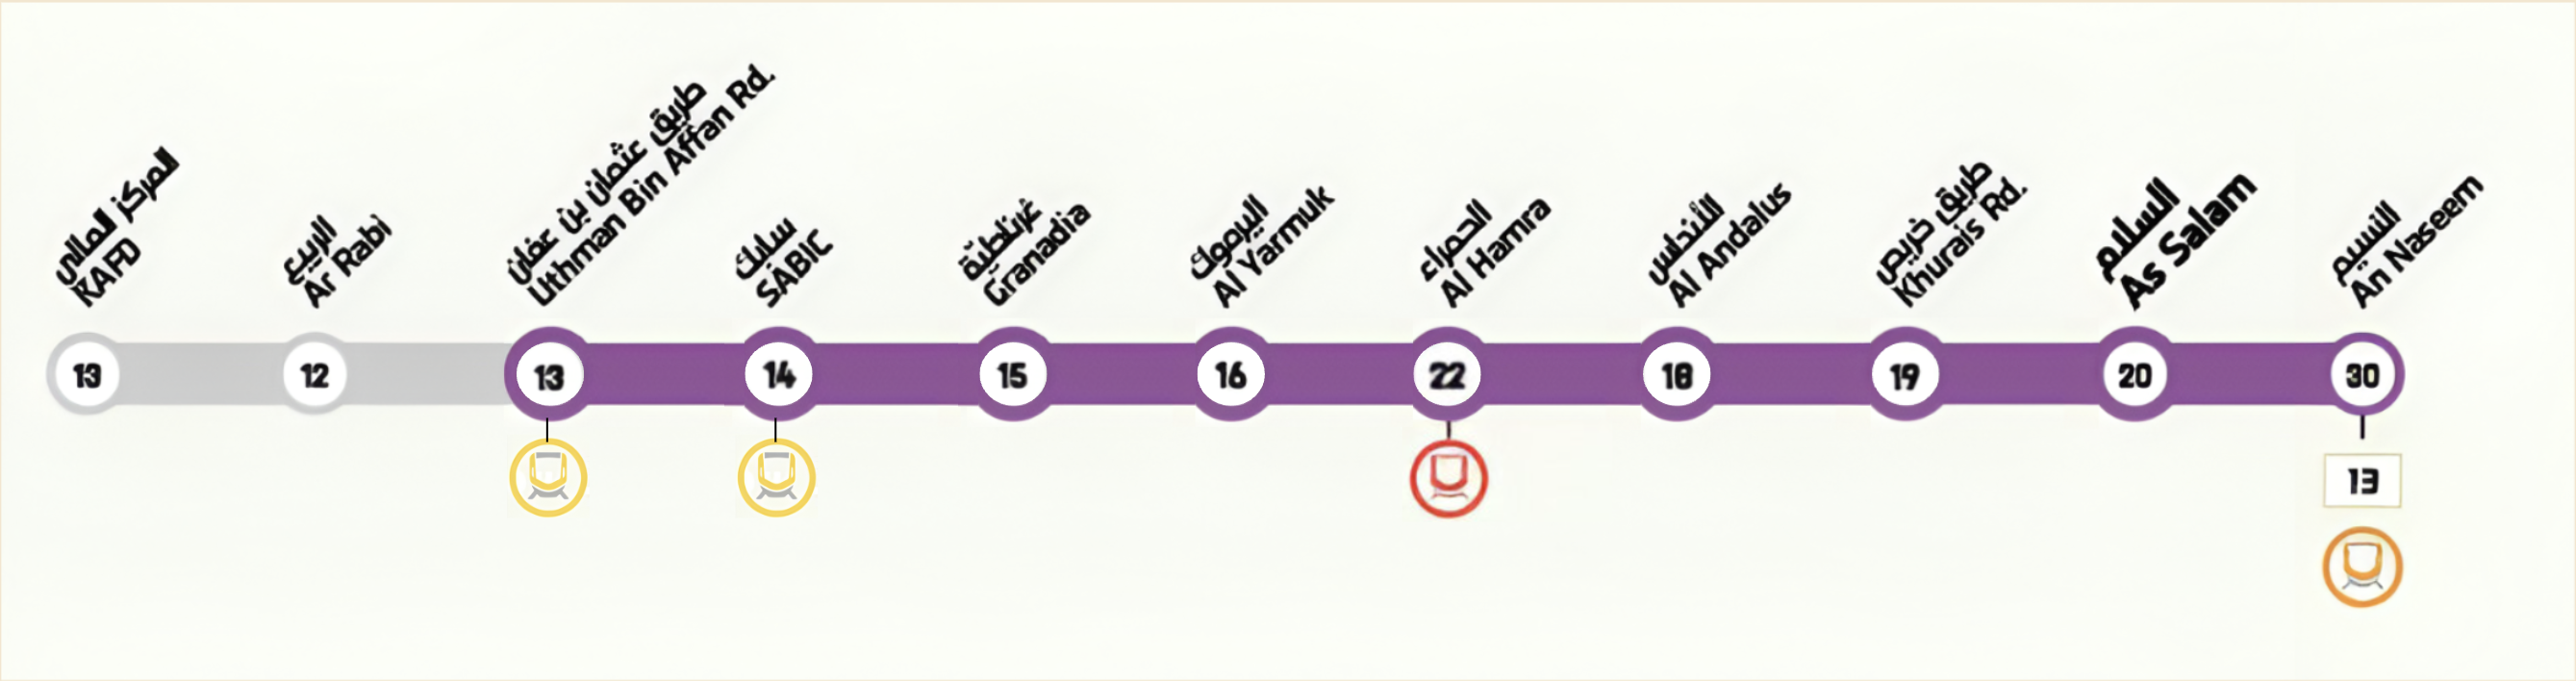 المركز المالي
KAFD
الربيع
Ar Rabi
طريق عثمان بن عفان
Uthman Bin Affan Rd.
سابك
SABIC
غرناطة
Granadia
اليرموك
Al Yarmuk
الحمراء
Al Hamra
الأندلس
Al Andalus
طريق خريص
Khurais Rd.
السلام
As Salam
النسيم
An Naseem
13
12
13
14
15
16
22
18
19
20
30
13